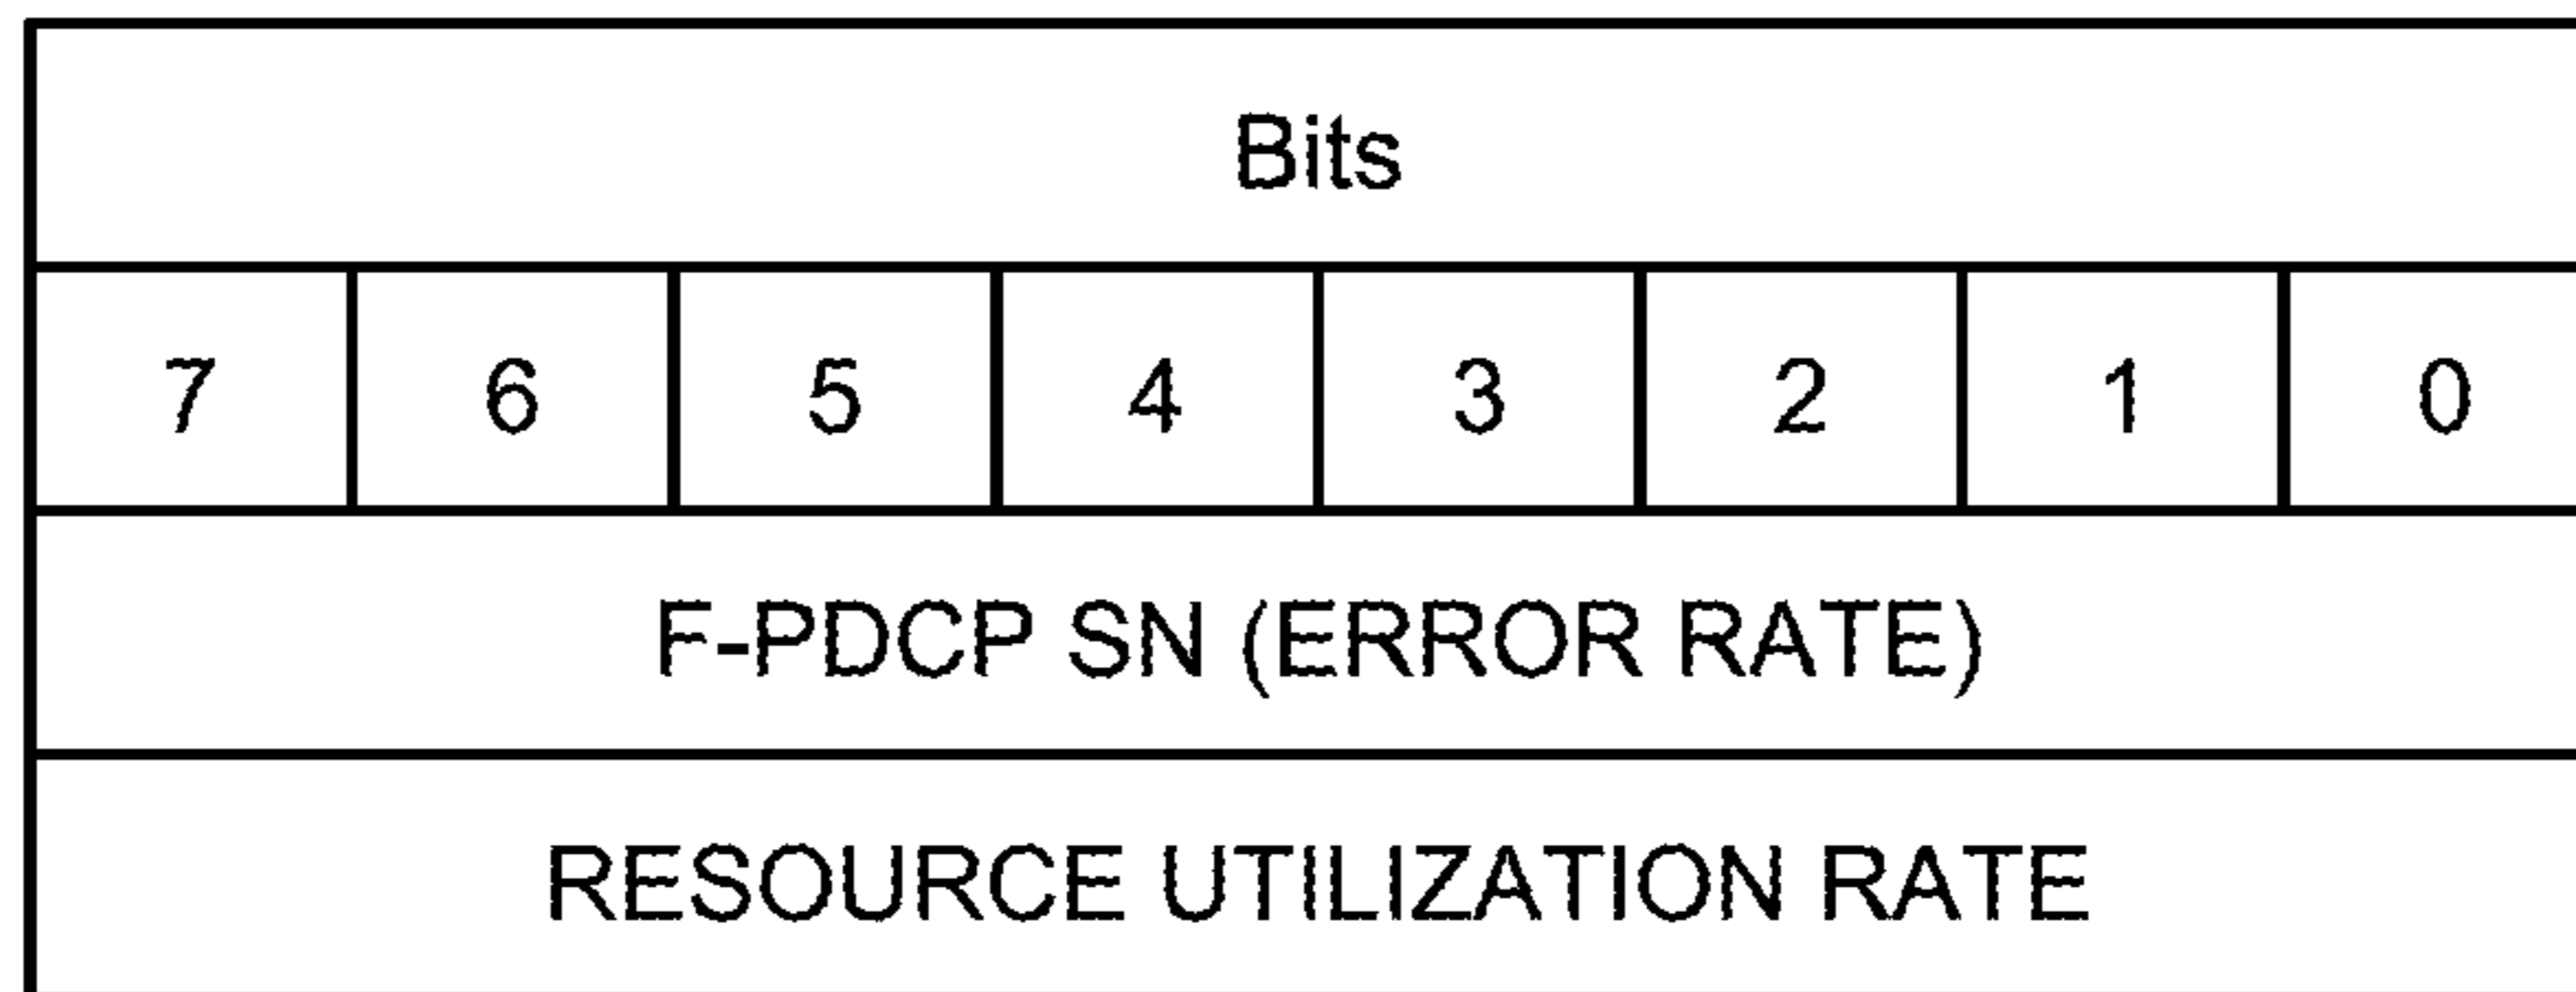 Bits
7 6 5 4 3 2 1 0
F-PDCP SN (ERROR RATE)
RESOURCE UTILIZATION RATE